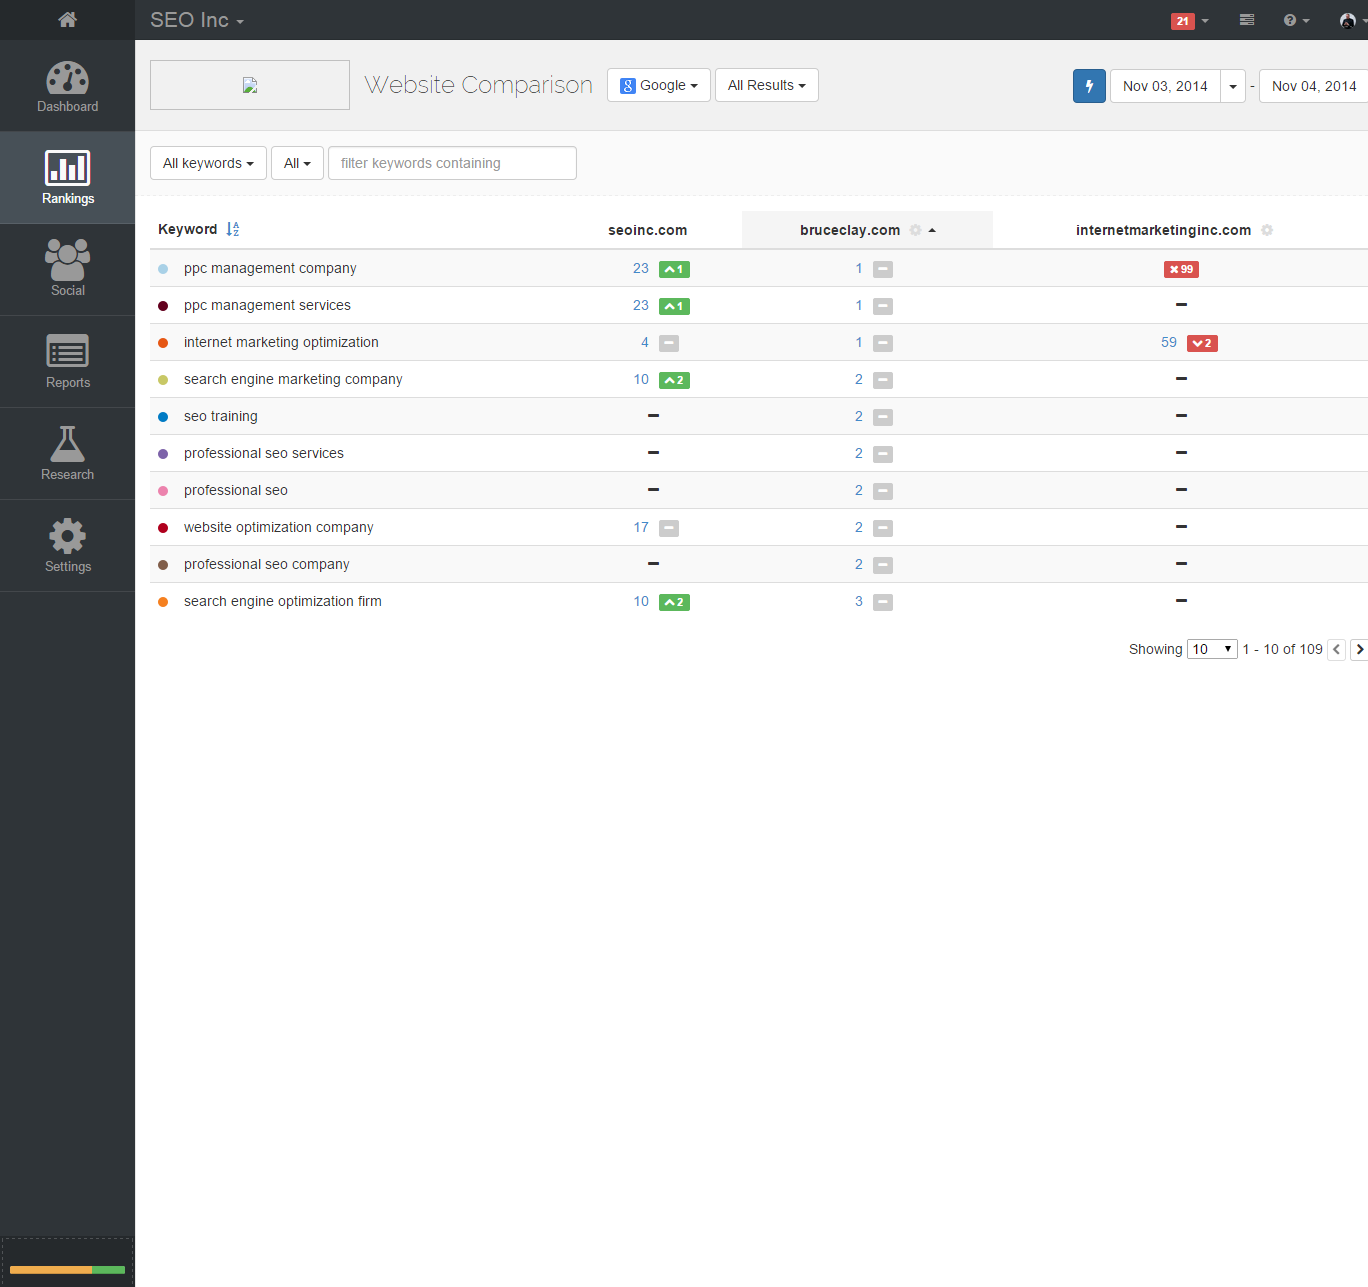 SEO Inc
21
Dashboard
Rankings
Social
Reports
Research
Settings
Website Comparison
g Google
All Results
Nov 03, 2014 - Nov 04, 2014
All keywords
All
filter keywords containing
Keyword A Z seoinc.com bruceclay.com internetmarketinginc.com
ppc management company 23 1 1 99
ppc management services 23 1 1 –
internet marketing optimization 4 – 1 – 59 2
search engine marketing company 10 2 2 – –
seo training – 2 – –
professional seo services – 2 – –
professional seo – 2 – –
website optimization company 17 – 2 – –
professional seo company – 2 – –
search engine optimization firm 10 2 3 – –
Showing 10 1 - 10 of 109